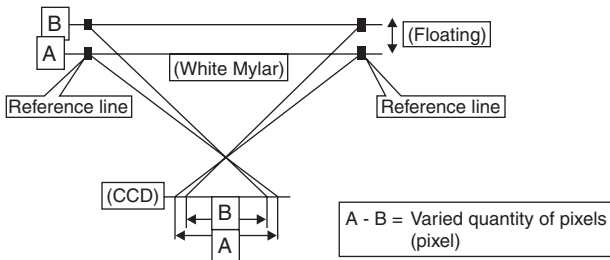 B
A
(Floating)
(White Mylar)
Reference line
Reference line
(CCD)
B
A
A - B = Varied quantity of pixels
(pixel)